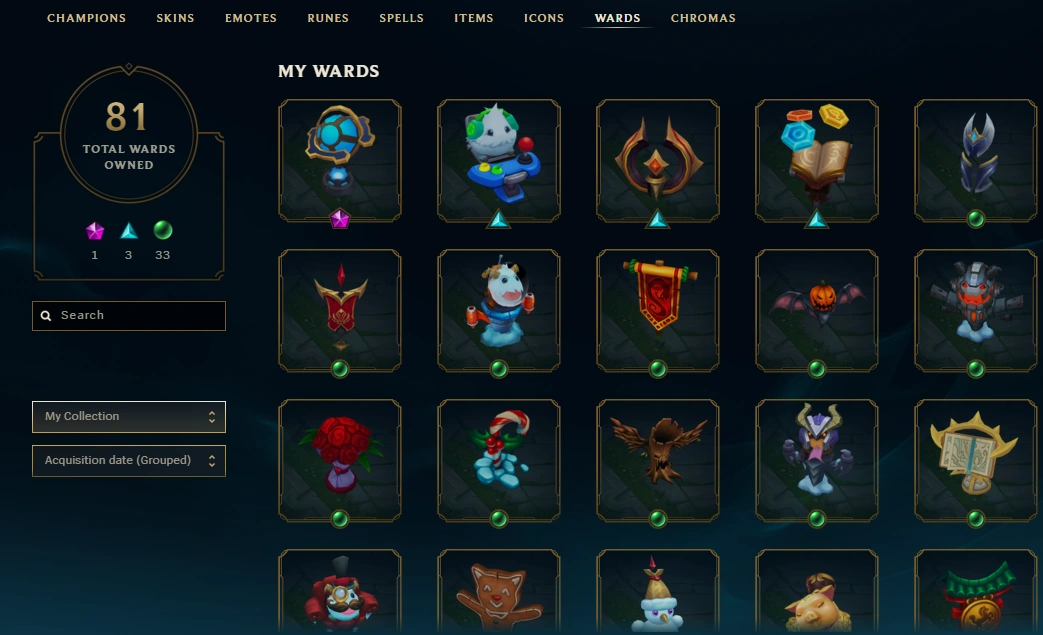 CHAMPIONS SKINS EMOTES RUNES SPELLS ITEMS ICONS WARDS CHROMAS
81
TOTAL WARDS
OWNED
1 3 33
Search
My Collection
Acquisition date (Grouped)
MY WARDS